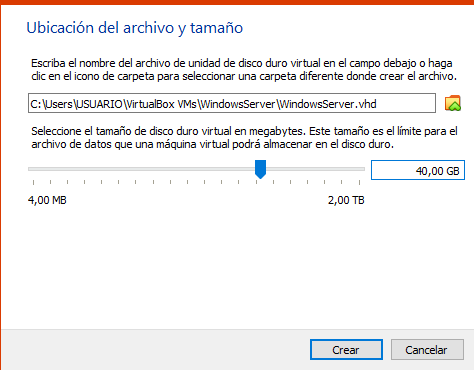 Ubicación del archivo y tamaño
Escriba el nombre del archivo de unidad de disco duro virtual en el campo debajo o haga
clic en el icono de carpeta para seleccionar una carpeta diferente donde crear el archivo.
C:\Users\USUARIO\VirtualBox VMs\WindowsServer\WindowsServer.vhd
Seleccione el tamaño de disco duro virtual en megabytes. Este tamaño es el límite para el
archivo de datos que una máquina virtual podrá almacenar en el disco duro.
40,00 GB
4,00 MB
2,00 TB
Crear
Cancelar